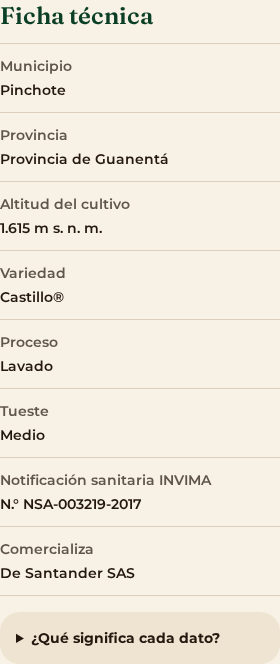 Ficha técnica
Municipio
Pinchote
Provincia
Provincia de Guanentá
Altitud del cultivo
1.615 m s. n. m.
Variedad
Castillo®
Proceso
Lavado
Tueste
Medio
Notificación sanitaria INVIMA
N.° NSA-003219-2017
Comercializa
De Santander SAS
¿Qué significa cada dato?